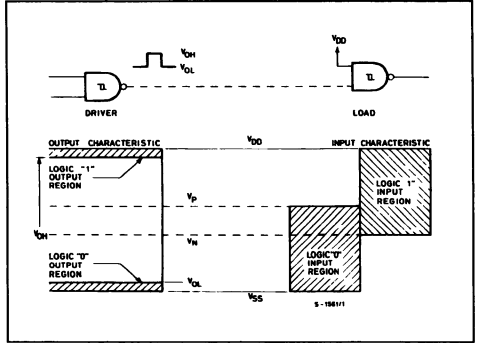 VDD
VOH
VOL
DRIVER
LOAD
OUTPUT CHARACTERISTIC
VDD
INPUT CHARACTERISTIC
LOGIC "1"
OUTPUT
REGION
LOGIC 1"
INPUT
REGION
VP
VOH
VN
LOGIC "0"
OUTPUT
REGION
LOGIC"0"
INPUT
REGION
VOL
VSS
S-1561/1